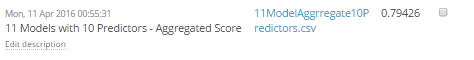 Mon, 11 Apr 2016 00:55:31
11 Models with 10 Predictors - Aggregated Score
Edit description
11ModelAggrregate10P
redictors.csv
0.79426